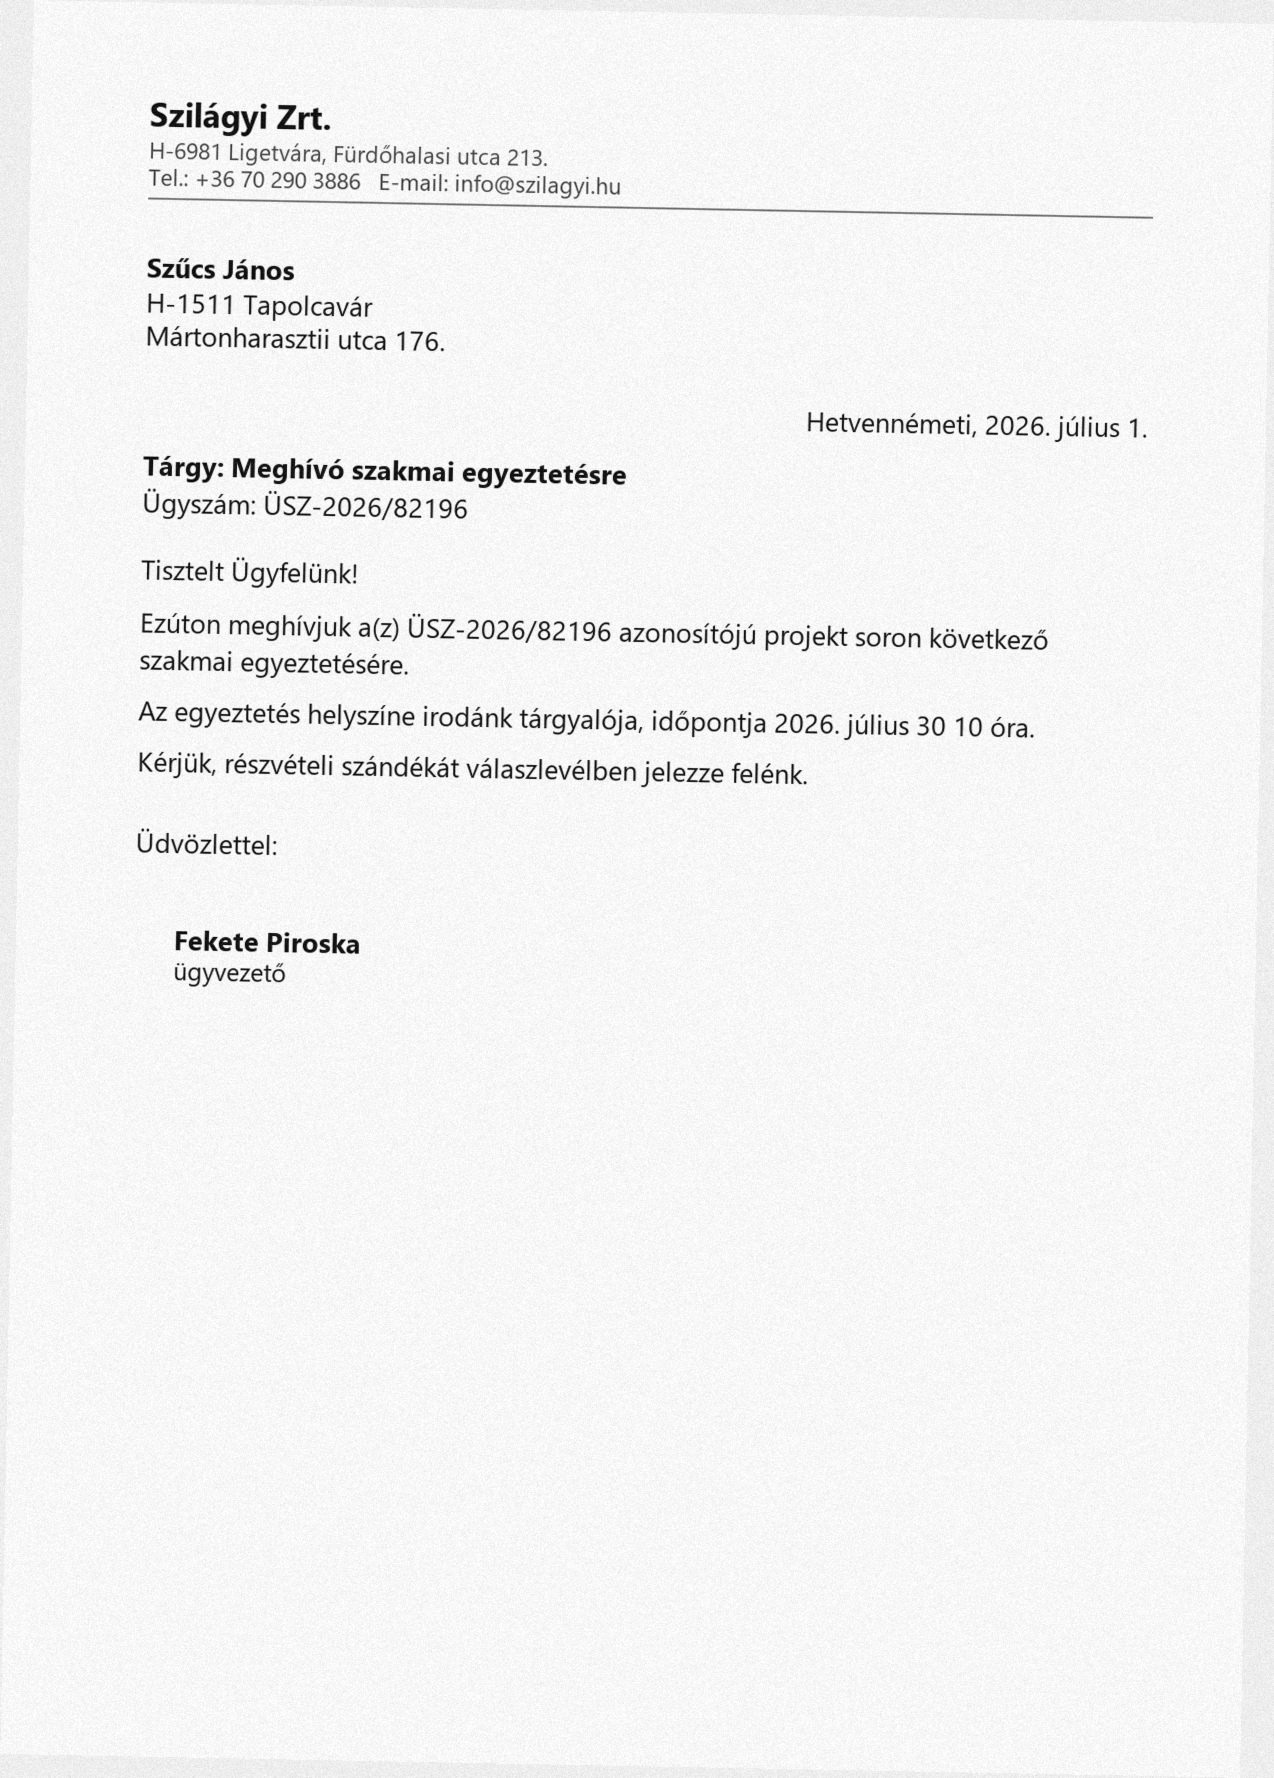 Szilágyi Zrt.
H-6981 Ligetvára, Fürdőhalasi utca 213.
Tel.: +36 70 290 3886 E-mail: info@szilagyi.hu
Szűcs János
H-1511 Tapolcavár
Mártonharasztii utca 176.
Hetvennémeti, 2026. július 1.
Tárgy: Meghívó szakmai egyeztetésre
Ügyszám: ÜSZ-2026/82196
Tisztelt Ügyfelünk!
Ezúton meghívjuk a(z) ÜSZ-2026/82196 azonosítójú projekt soron következő
szakmai egyeztetésére.
Az egyeztetés helyszíne irodánk tárgyalója, időpontja 2026. július 30 10 óra.
Kérjük, részvételi szándékát válaszlevélben jelezze felénk.
Üdvözlettel:
Fekete Piroska
ügyvezető